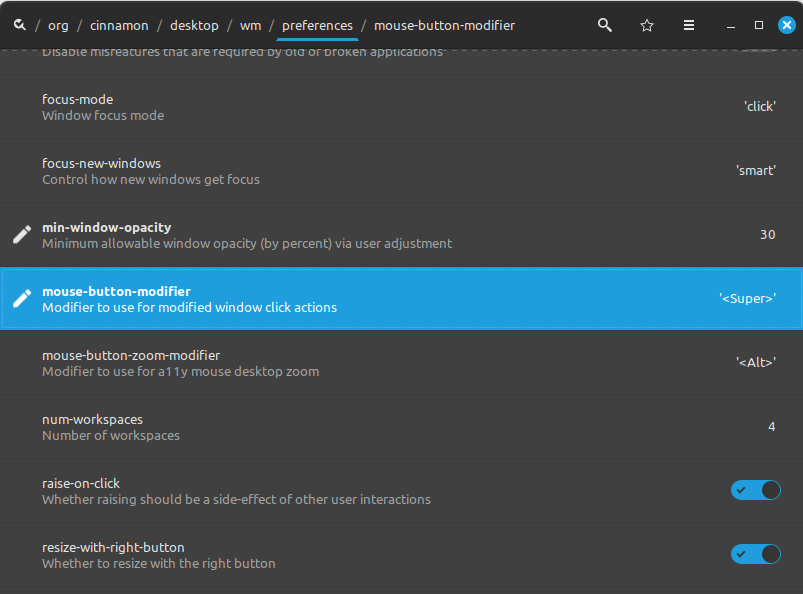 / org / cinnamon / desktop / wm / preferences / mouse-button-modifier
Disable misfeatures that are required by old or broken applications
focus-mode
Window focus mode
'click'
focus-new-windows
Control how new windows get focus
'smart'
min-window-opacity
Minimum allowable window opacity (by percent) via user adjustment
30
mouse-button-modifier
Modifier to use for modified window click actions
'<Super>'
mouse-button-zoom-modifier
Modifier to use for a11y mouse desktop zoom
'<Alt>'
num-workspaces
Number of workspaces
4
raise-on-click
Whether raising should be a side-effect of other user interactions
resize-with-right-button
Whether to resize with the right button